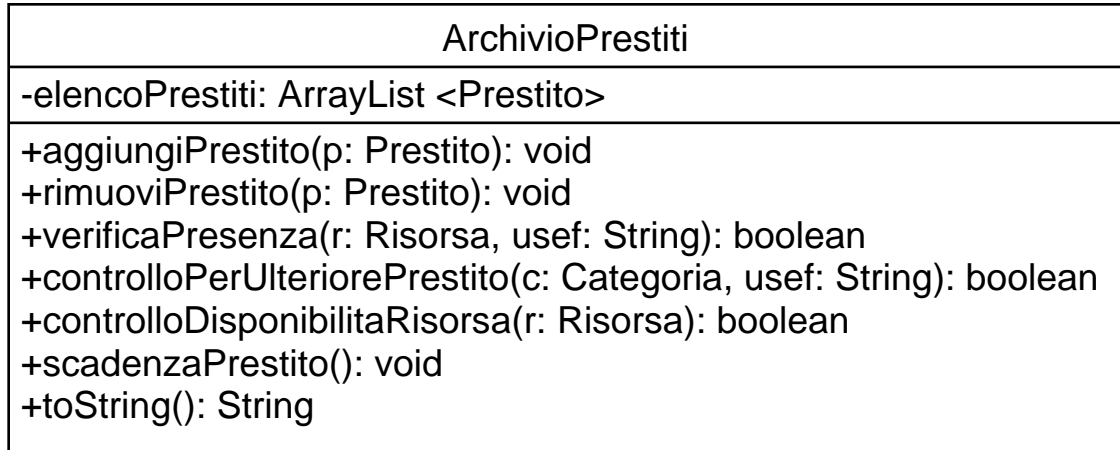 ArchivioPrestiti
-elencoPrestiti: ArrayList <Prestito>
+aggiungiPrestito(p: Prestito): void
+rimuoviPrestito(p: Prestito): void
+verificaPresenza(r: Risorsa, usef: String): boolean
+controlloPerUlteriorePrestito(c: Categoria, usef: String): boolean
+controlloDisponibilitaRisorsa(r: Risorsa): boolean
+scadenzaPrestito(): void
+toString(): String